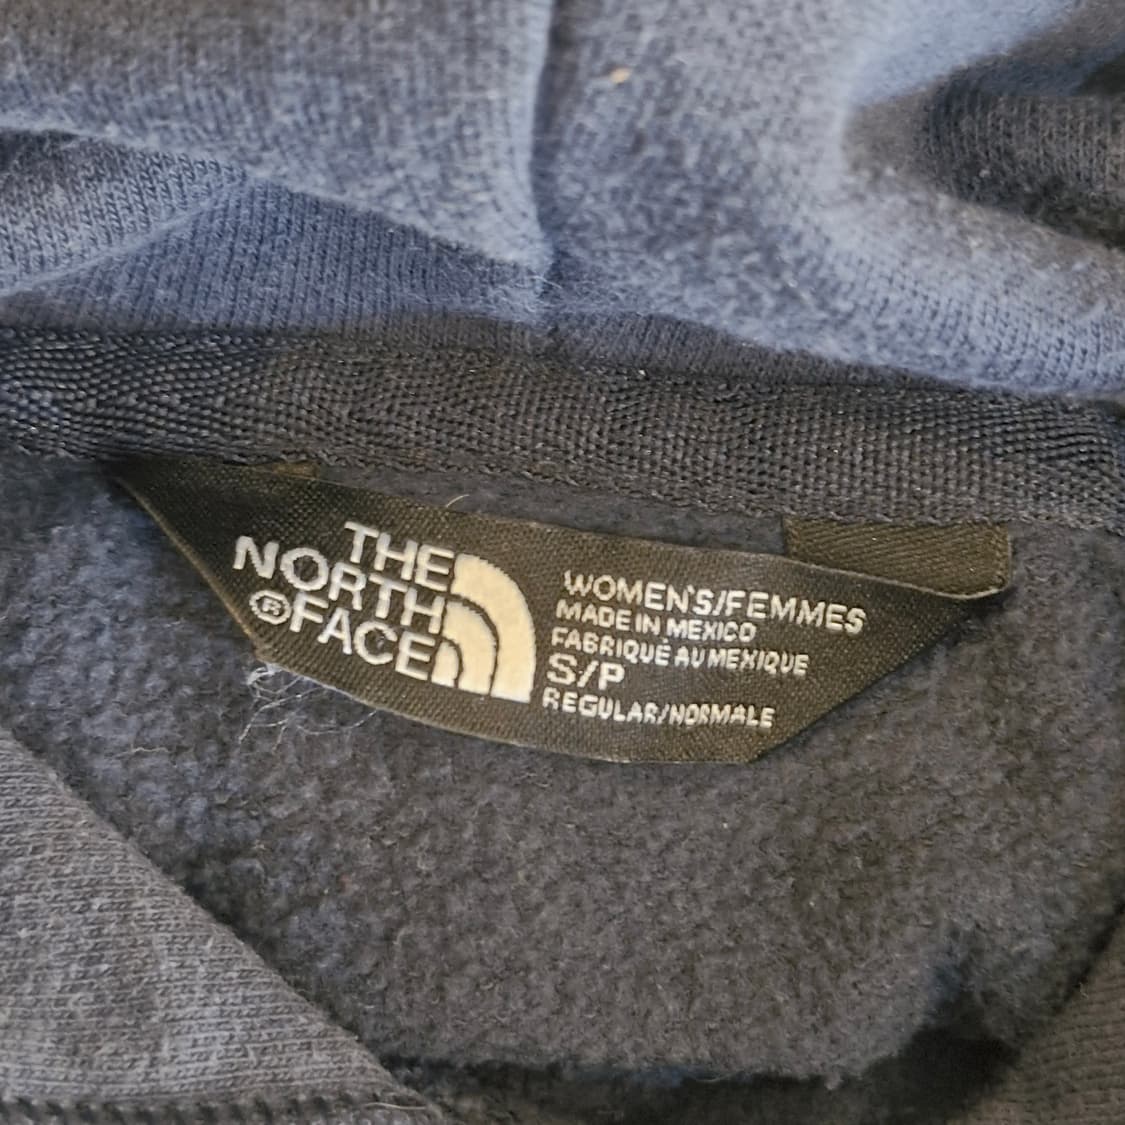 THE
NORTH
®FACE
WOMEN'S/FEMMES
MADE IN MEXICO
FABRIQUÉ AU MEXIQUE
S/P
REGULAR/NORMALE